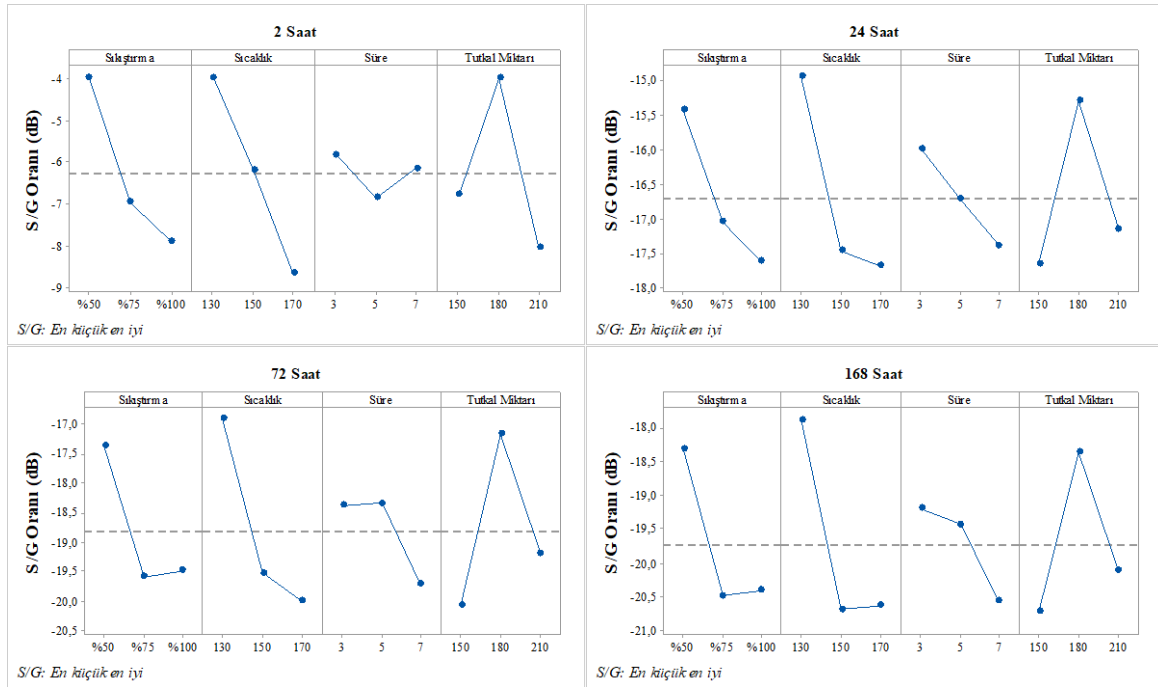 2 Saat
Sıkıştırma Sıcaklık Süre Tutkal Miktarı
S/G Oranı (dB)
-4
-5
-6
-7
-8
-9
%50 %75 %100 130 150 170 3 5 7 150 180 210
S/G: En küçük en iyi
24 Saat
Sıkıştırma Sıcaklık Süre Tutkal Miktarı
S/G Oranı (dB)
-15,0
-15,5
-16,0
-16,5
-17,0
-17,5
-18,0
%50 %75 %100 130 150 170 3 5 7 150 180 210
S/G: En küçük en iyi
72 Saat
Sıkıştırma Sıcaklık Süre Tutkal Miktarı
S/G Oranı (dB)
-17,0
-17,5
-18,0
-18,5
-19,0
-19,5
-20,0
-20,5
%50 %75 %100 130 150 170 3 5 7 150 180 210
S/G: En küçük en iyi
168 Saat
Sıkıştırma Sıcaklık Süre Tutkal Miktarı
S/G Oranı (dB)
-18,0
-18,5
-19,0
-19,5
-20,0
-20,5
-21,0
%50 %75 %100 130 150 170 3 5 7 150 180 210
S/G: En küçük en iyi